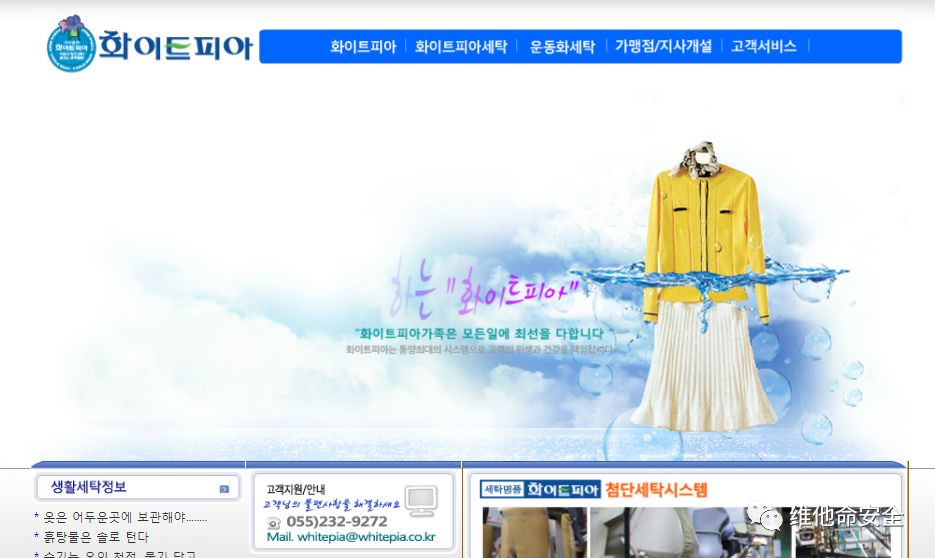 화이트피아
화이트피아 화이트피아세탁 운동화세탁 가맹점/지사개설 고객서비스
하는 "화이트피아"
"화이트피아가족은 모든일에 최선을 다합니다 "
화이트피아는 동양최대의 시스템으로 고객의 위생과 건강을 책임집니다
생활세탁정보
* 옷은 어두운곳에 보관해야........
* 흙탕물은 솔로 턴다
고객지원/안내
고객님의 불편사항을 해결하세요
055)232-9272
Mail. whitepia@whitepia.co.kr
세탁명품 화이트피아 첨단세탁시스템
维他命安全